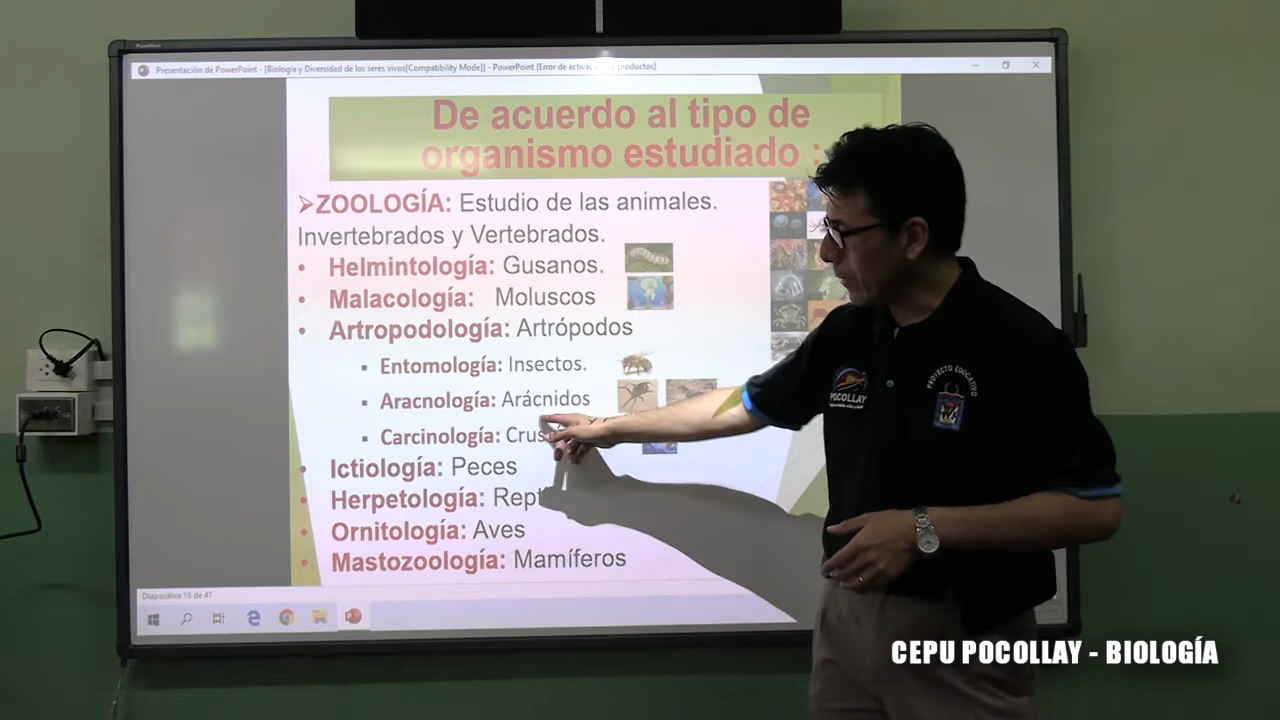 Presentación de PowerPoint - [Biología y Diversidad de los seres vivos[Compatibility Mode]] - PowerPoint (Error de productos)
De acuerdo al tipo de
organismo estudiado :
ZOOLOGÍA: Estudio de las animales.
Invertebrados y Vertebrados.
• Helmintología: Gusanos.
• Malacología: Moluscos
• Artropodología: Artrópodos
▪ Entomología: Insectos.
▪ Aracnología: Arácnidos
▪ Carcinología:
• Ictiología: Peces
• Herpetología:
• Ornitología: Aves
• Mastozoología: Mamíferos
Diapositiva 15 de 47
POCOLLAY
PROYECTO EDUCATIVO
CEPU POCOLLAY - BIOLOGÍA